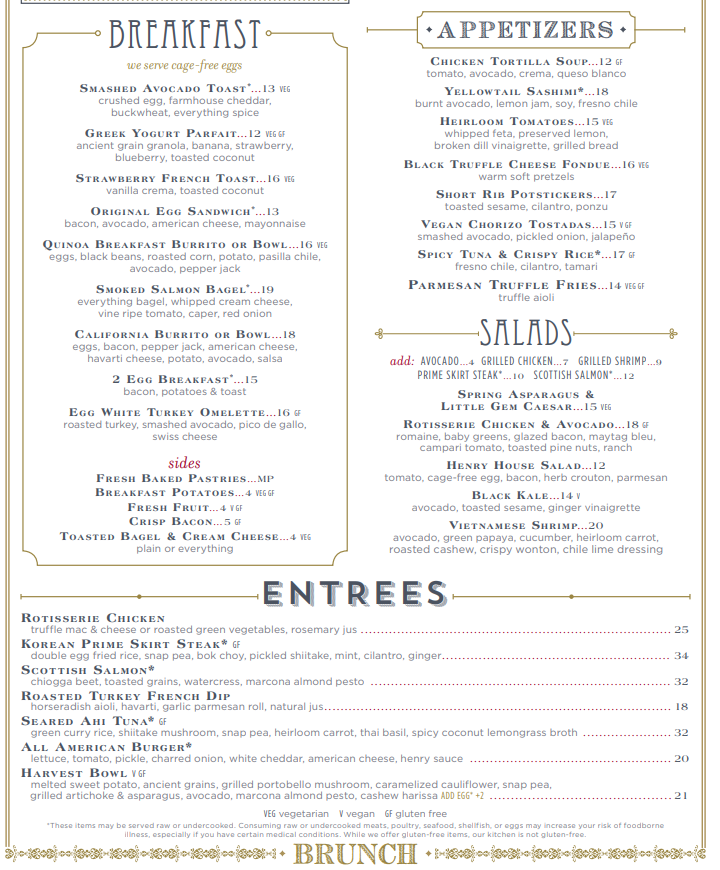 BREAKFAST
we serve cage-free eggs
SMASHED AVOCADO TOAST*...13 VEG
crushed egg, farmhouse cheddar,
buckwheat, everything spice
GREEK YOGURT PARFAIT...12 VEG GF
ancient grain granola, banana, strawberry,
blueberry, toasted coconut
STRAWBERRY FRENCH TOAST...16 VEG
vanilla crema, toasted coconut
ORIGINAL EGG SANDWICH*...13
bacon, avocado, american cheese, mayonnaise
QUINOA BREAKFAST BURRITO OR BOWL...16 VEG
eggs, black beans, roasted corn, potato, pasilla chile,
avocado, pepper jack
SMOKED SALMON BAGEL*...19
everything bagel, whipped cream cheese,
vine ripe tomato, caper, red onion
CALIFORNIA BURRITO OR BOWL...18
eggs, bacon, pepper jack, american cheese,
havarti cheese, potato, avocado, salsa
2 EGG BREAKFAST*...15
bacon, potatoes & toast
EGG WHITE TURKEY OMELETTE...16 GF
roasted turkey, smashed avocado, pico de gallo,
swiss cheese
sides
FRESH BAKED PASTRIES...MP
BREAKFAST POTATOES...4 VEG GF
FRESH FRUIT...4 V GF
CRISP BACON...5 GF
TOASTED BAGEL & CREAM CHEESE...4 VEG
plain or everything
APPETIZERS
CHICKEN TORTILLA SOUP...12 GF
tomato, avocado, crema, queso blanco
YELLOWTAIL SASHIMI*...18
burnt avocado, lemon jam, soy, fresno chile
HEIRLOOM TOMATOES...15 VEG
whipped feta, preserved lemon,
broken dill vinaigrette, grilled bread
BLACK TRUFFLE CHEESE FONDUE...16 VEG
warm soft pretzels
SHORT RIB POTSTICKERS...17
toasted sesame, cilantro, ponzu
VEGAN CHORIZO TOSTADAS...15 V GF
smashed avocado, pickled onion, jalapeño
SPICY TUNA & CRISPY RICE*...17 GF
fresno chile, cilantro, tamari
PARMESAN TRUFFLE FRIES...14 VEG GF
truffle aioli
SALADS
add: AVOCADO...4 GRILLED CHICKEN...7 GRILLED SHRIMP...9
PRIME SKIRT STEAK*...10 SCOTTISH SALMON*...12
SPRING ASPARAGUS &
LITTLE GEM CAESAR...15 VEG
ROTISSERIE CHICKEN & AVOCADO...18 GF
romaine, baby greens, glazed bacon, maytag bleu,
campari tomato, toasted pine nuts, ranch
HENRY HOUSE SALAD...12
tomato, cage-free egg, bacon, herb crouton, parmesan
BLACK KALE...14 V
avocado, toasted sesame, ginger vinaigrette
VIETNAMESE SHRIMP...20
avocado, green papaya, cucumber, heirloom carrot,
roasted cashew, crispy wonton, chile lime dressing
ENTREES
ROTISSERIE CHICKEN
truffle mac & cheese or roasted green vegetables, rosemary jus ... 25
KOREAN PRIME SKIRT STEAK* GF
double egg fried rice, snap pea, bok choy, pickled shiitake, mint, cilantro, ginger... 34
SCOTTISH SALMON*
chiogga beet, toasted grains, watercress, marcona almond pesto ... 32
ROASTED TURKEY FRENCH DIP
horseradish aioli, havarti, garlic parmesan roll, natural jus... 18
SEARED AHI TUNA* GF
green curry rice, shiitake mushroom, snap pea, heirloom carrot, thai basil, spicy coconut lemongrass broth ... 32
ALL AMERICAN BURGER*
lettuce, tomato, pickle, charred onion, white cheddar, american cheese, henry sauce ... 20
HARVEST BOWL V GF
melted sweet potato, ancient grains, grilled portobello mushroom, caramelized cauliflower, snap pea,
grilled artichoke & asparagus, avocado, marcona almond pesto, cashew harissa ADD EGG* +2 ... 21
VEG vegetarian V vegan GF gluten free
*These items may be served raw or undercooked. Consuming raw or undercooked meats, poultry, seafood, shellfish, or eggs may increase your risk of foodborne
illness, especially if you have certain medical conditions. While we offer gluten-free items, our kitchen is not gluten-free.
BRUNCH